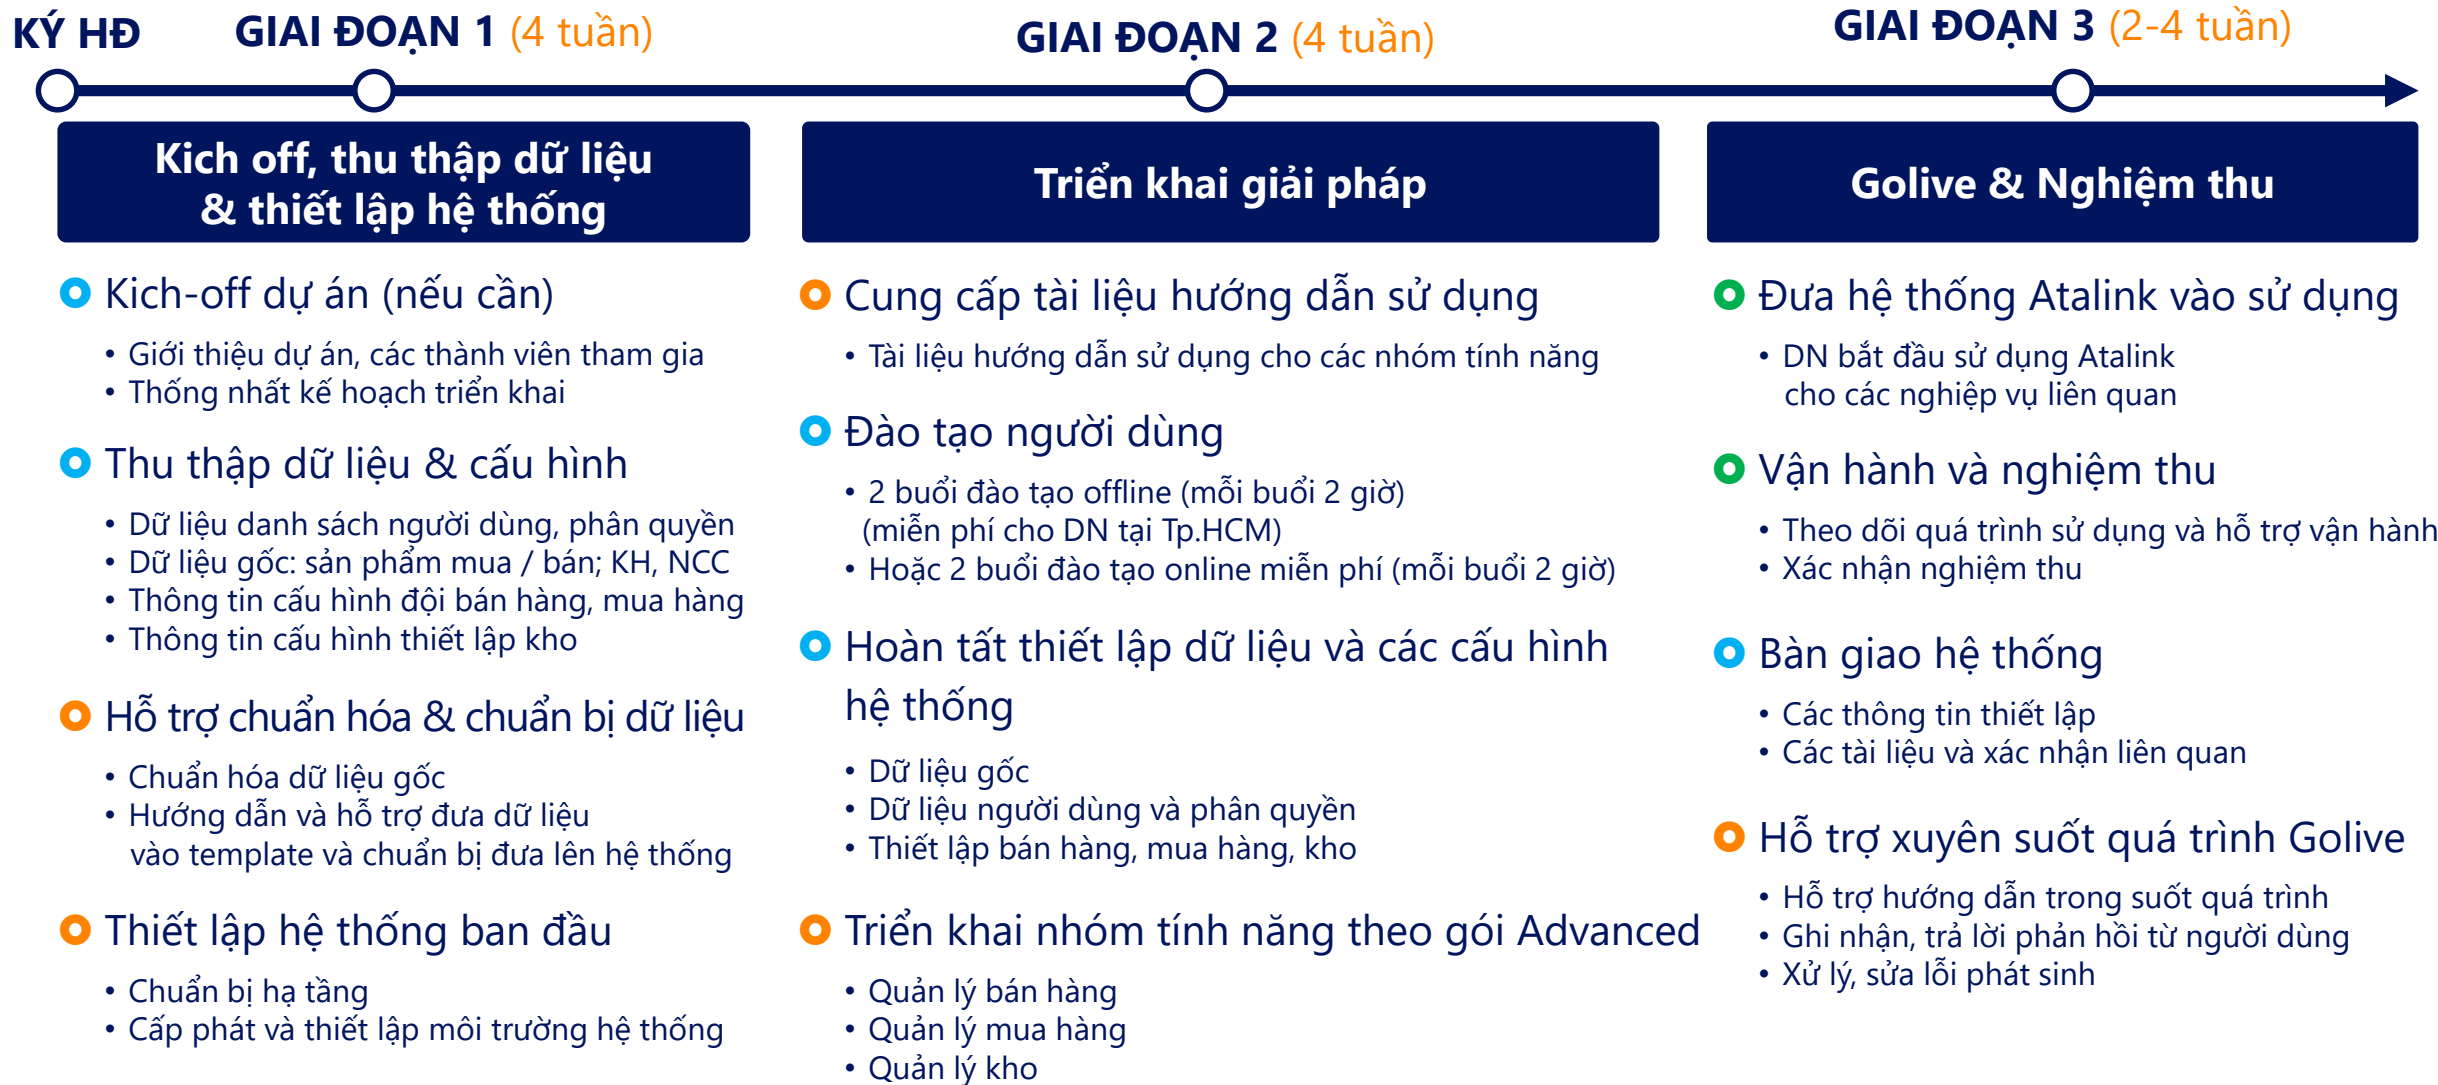 KÝ HĐ
GIAI ĐOẠN 1 (4 tuần)
GIAI ĐOẠN 2 (4 tuần)
GIAI ĐOẠN 3 (2-4 tuần)
Kich off, thu thập dữ liệu
& thiết lập hệ thống
Kich-off dự án (nếu cần)
• Giới thiệu dự án, các thành viên tham gia
• Thống nhất kế hoạch triển khai
Thu thập dữ liệu & cấu hình
• Dữ liệu danh sách người dùng, phân quyền
• Dữ liệu gốc: sản phẩm mua / bán; KH, NCC
• Thông tin cấu hình đội bán hàng, mua hàng
• Thông tin cấu hình thiết lập kho
Hỗ trợ chuẩn hóa & chuẩn bị dữ liệu
• Chuẩn hóa dữ liệu gốc
• Hướng dẫn và hỗ trợ đưa dữ liệu
vào template và chuẩn bị đưa lên hệ thống
Thiết lập hệ thống ban đầu
• Chuẩn bị hạ tầng
• Cấp phát và thiết lập môi trường hệ thống
Triển khai giải pháp
Cung cấp tài liệu hướng dẫn sử dụng
• Tài liệu hướng dẫn sử dụng cho các nhóm tính năng
Đào tạo người dùng
• 2 buổi đào tạo offline (mỗi buổi 2 giờ)
(miễn phí cho DN tại Tp.HCM)
• Hoặc 2 buổi đào tạo online miễn phí (mỗi buổi 2 giờ)
Hoàn tất thiết lập dữ liệu và các cấu hình
hệ thống
• Dữ liệu gốc
• Dữ liệu người dùng và phân quyền
• Thiết lập bán hàng, mua hàng, kho
Triển khai nhóm tính năng theo gói Advanced
• Quản lý bán hàng
• Quản lý mua hàng
• Quản lý kho
Golive & Nghiệm thu
Đưa hệ thống Atalink vào sử dụng
• DN bắt đầu sử dụng Atalink
cho các nghiệp vụ liên quan
Vận hành và nghiệm thu
• Theo dõi quá trình sử dụng và hỗ trợ vận hành
• Xác nhận nghiệm thu
Bàn giao hệ thống
• Các thông tin thiết lập
• Các tài liệu và xác nhận liên quan
Hỗ trợ xuyên suốt quá trình Golive
• Hỗ trợ hướng dẫn trong suốt quá trình
• Ghi nhận, trả lời phản hồi từ người dùng
• Xử lý, sửa lỗi phát sinh